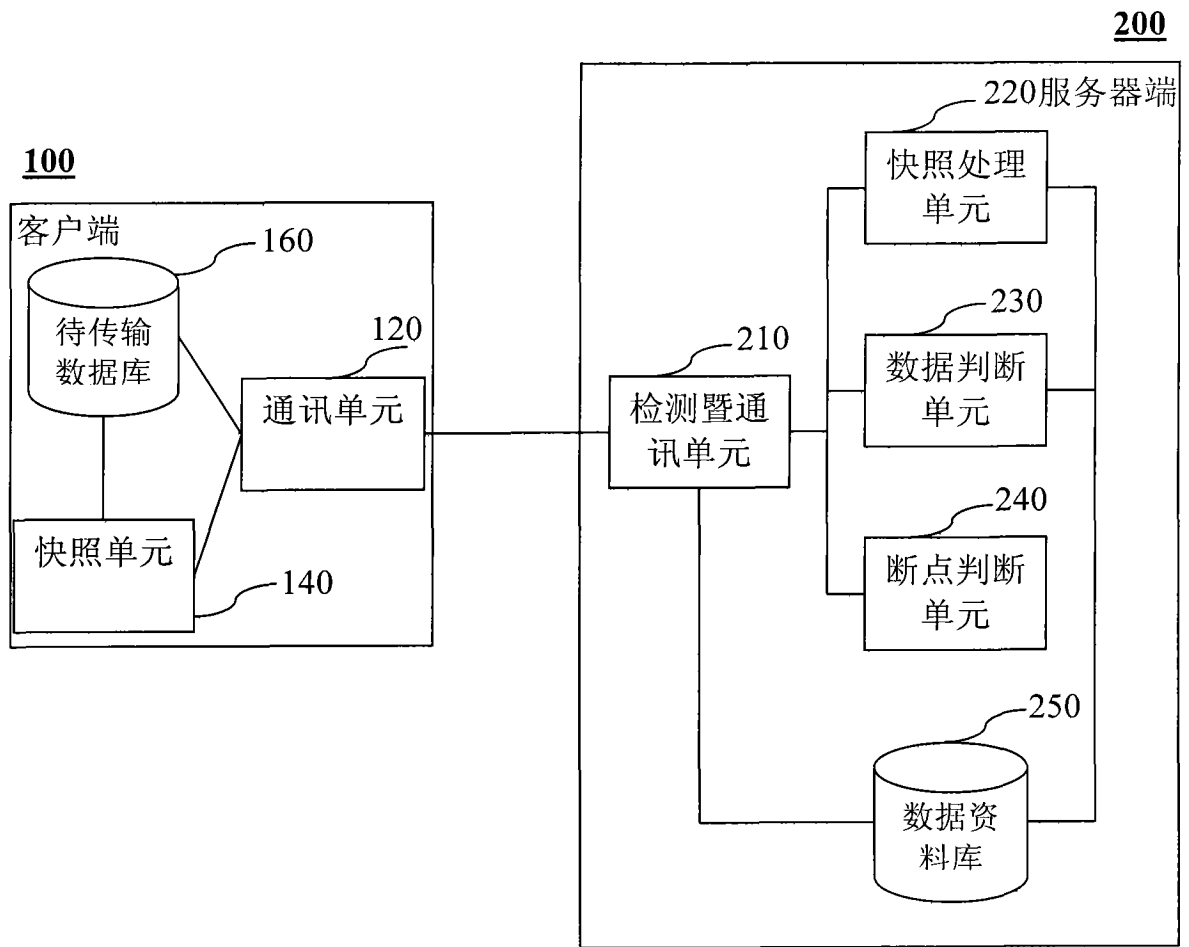 200
220服务器端
快照处理
单元
100
客户端
160
待传输
数据库
120
通讯单元
快照单元
140
210
检测暨通
讯单元
230
数据判断
单元
240
断点判断
单元
250
数据资
料库